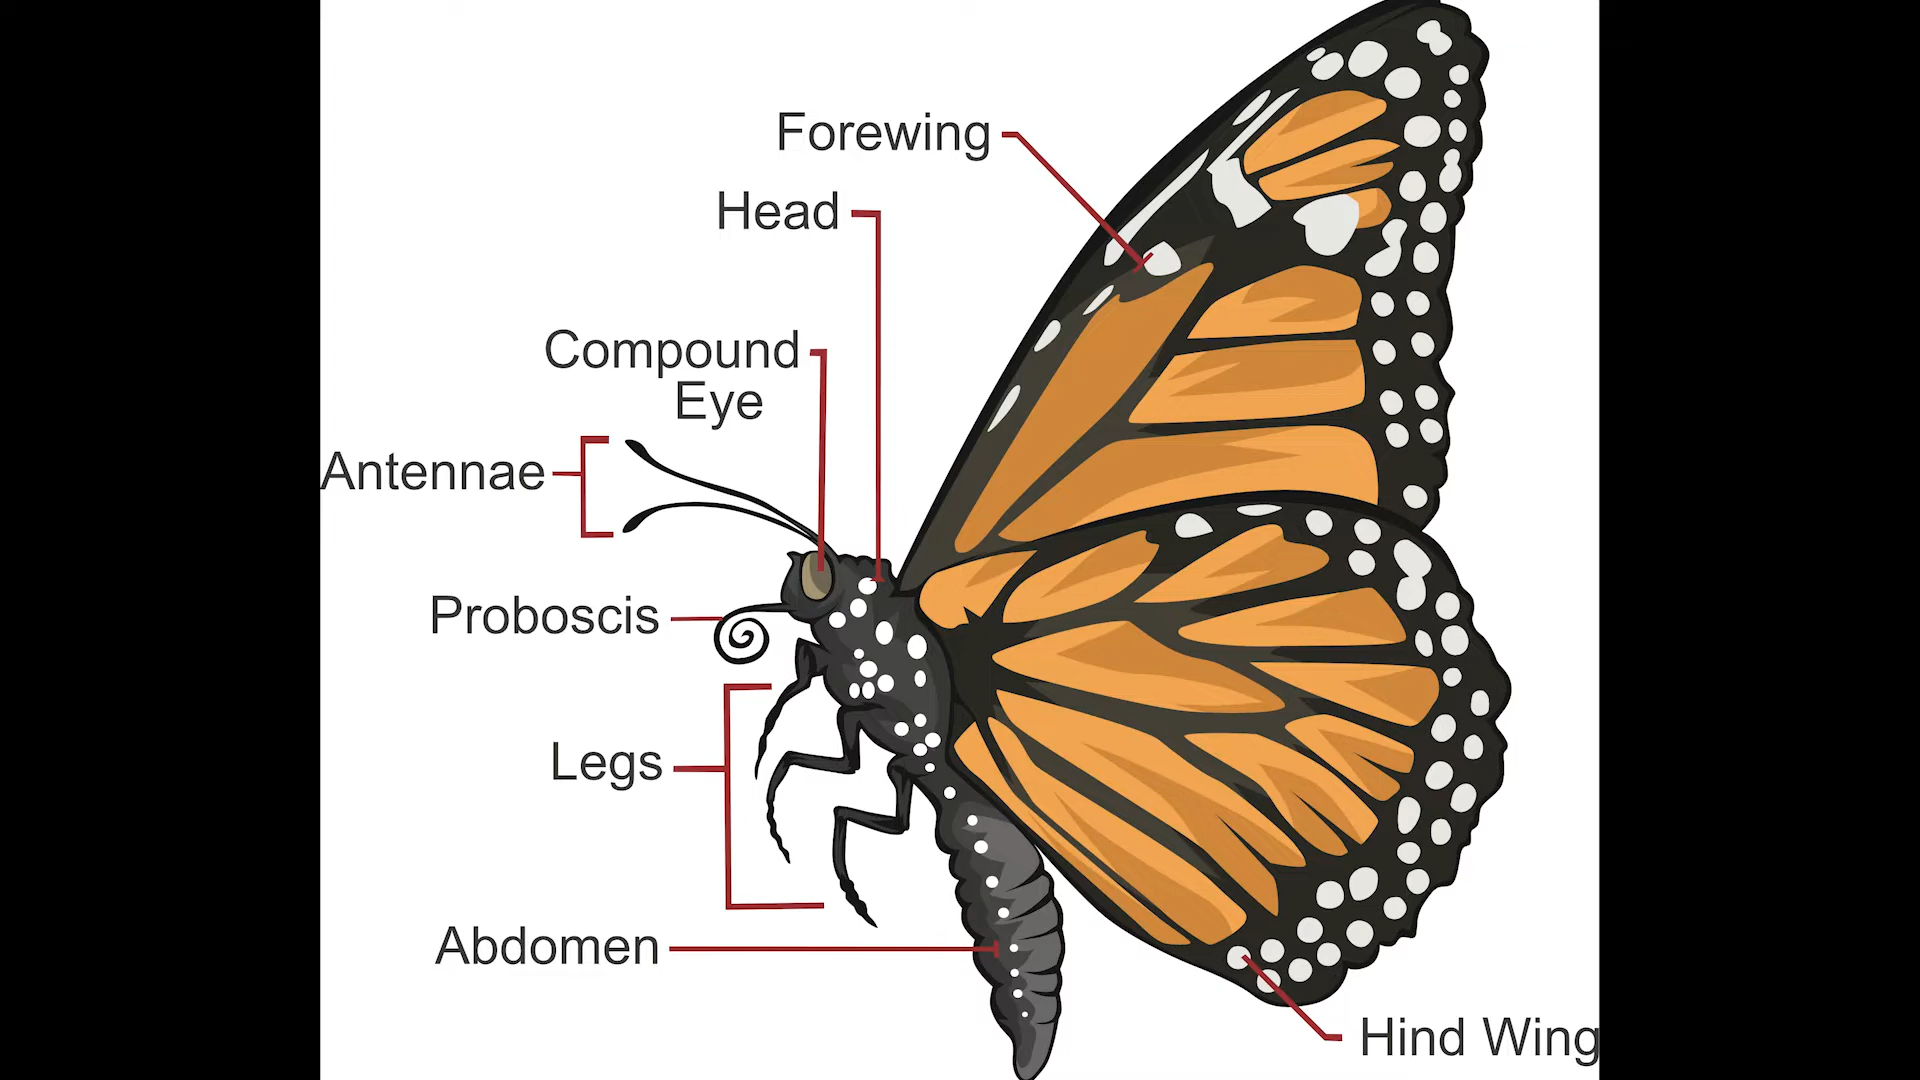 Forewing
Head
Compound
Eye
Antennae
Proboscis
Legs
Abdomen
Hind Wing